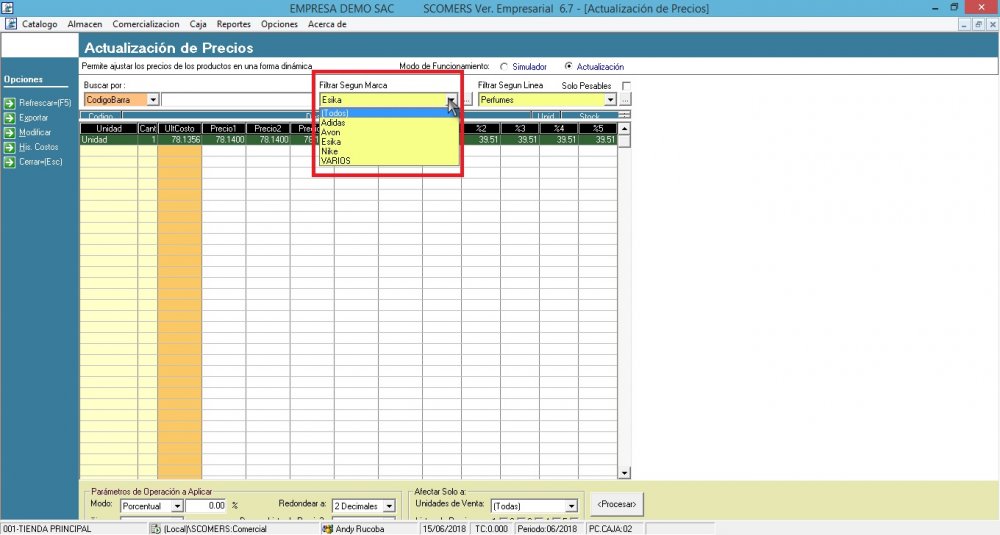 EMPRESA DEMO SAC SCOMERS Ver. Empresarial 6.7 - [Actualización de Precios]
Catalogo Almacen Comercializacion Caja Reportes Opciones Acerca de
Actualización de Precios
Permite ajustar los precios de los productos en una forma dinámica Modo de Funcionamiento: Simulador Actualización
Opciones
Refrescar=(F5)
Exportar
Modificar
His. Costos
Cerrar=(Esc)
Buscar por : Filtrar Segun Marca Filtrar Segun Linea Solo Pesables
CodigoBarra Esika ... Perfumes ...
Codigo Unid Stock
Unidad Cant UltCosto Precio1 Precio2 %2 %3 %4 %5
Unidad 1 78.1356 78.1400 78.1400 39.51 39.51 39.51 39.51
(Todos)
Adidas
Avon
Esika
Nike
VARIOS
Parámetros de Operación a Aplicar Afectar Solo a:
Modo: Porcentual 0.00 % Redondear a: 2 Decimales Unidades de Venta: (Todas) <Procesar>
001-TIENDA PRINCIPAL (Local)\SCOMERS:Comercial Andy Rucoba 15/06/2018 TC:0.000 Periodo:06/2018 PC.CAJA:02